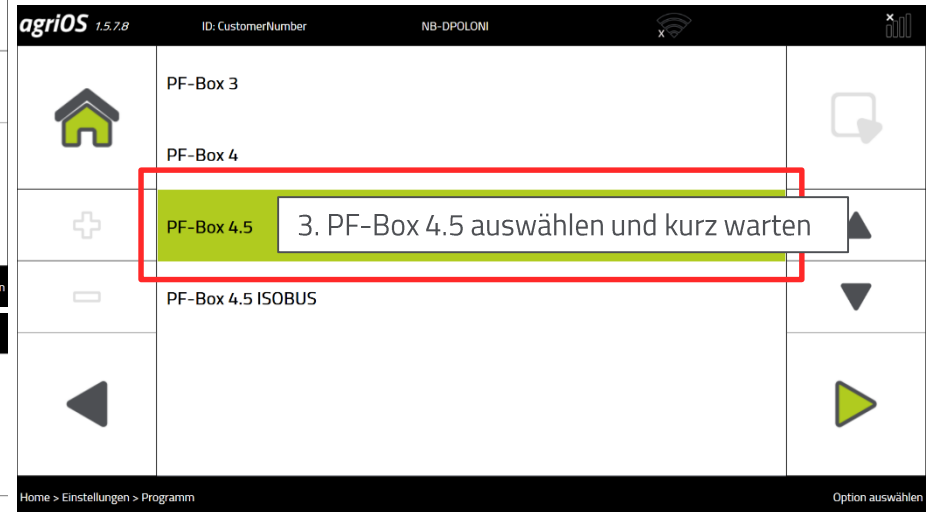 agriOS 1.5.7.8
ID: CustomerNumber
NB-DPOLONI
PF-Box 3
PF-Box 4
PF-Box 4.5
3. PF-Box 4.5 auswählen und kurz warten
PF-Box 4.5 ISOBUS
n
Home > Einstellungen > Programm
Option auswählen